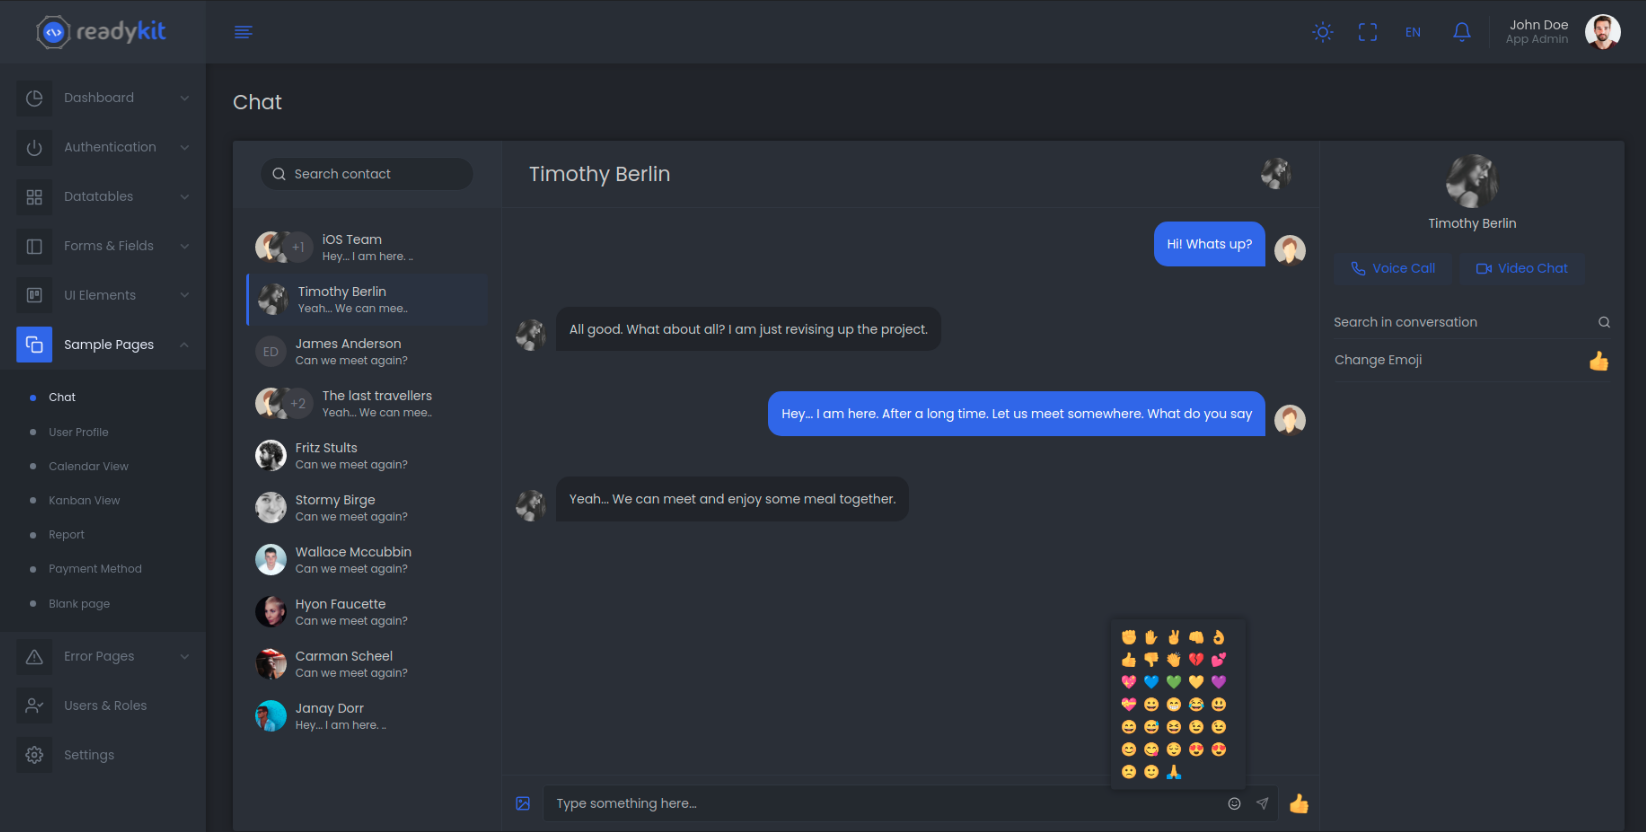 readykit
EN
John Doe
App Admin
Dashboard
Authentication
Datatables
Forms & Fields
UI Elements
Sample Pages
Chat
User Profile
Calendar View
Kanban View
Report
Payment Method
Blank page
Error Pages
Users & Roles
Settings
Chat
Search contact
+1
iOS Team
Hey... I am here. ..
Timothy Berlin
Yeah... We can mee..
ED
James Anderson
Can we meet again?
+2
The last travellers
Yeah... We can mee..
Fritz Stults
Can we meet again?
Stormy Birge
Can we meet again?
Wallace Mccubbin
Can we meet again?
Hyon Faucette
Can we meet again?
Carman Scheel
Can we meet again?
Janay Dorr
Hey... I am here. ..
Timothy Berlin
Hi! Whats up?
All good. What about all? I am just revising up the project.
Hey... I am here. After a long time. Let us meet somewhere. What do you say
Yeah... We can meet and enjoy some meal together.
Type something here...
Timothy Berlin
Voice Call
Video Chat
Search in conversation
Change Emoji